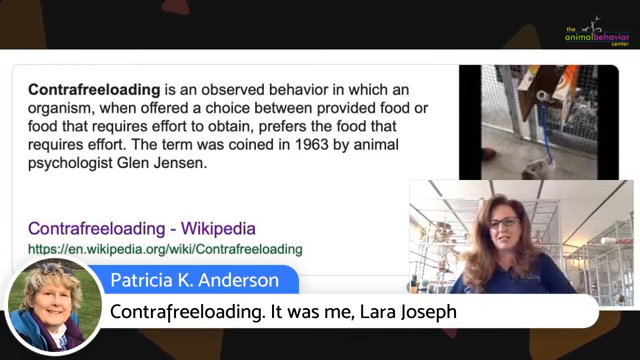 the
animalbehavior
center
Contrafreeloading is an observed behavior in which an
organism, when offered a choice between provided food or
food that requires effort to obtain, prefers the food that
requires effort. The term was coined in 1963 by animal
psychologist Glen Jensen.
Contrafreeloading - Wikipedia
https://en.wikipedia.org/wiki/Contrafreeloading
Patricia K. Anderson
Contrafreeloading. It was me, Lara Joseph